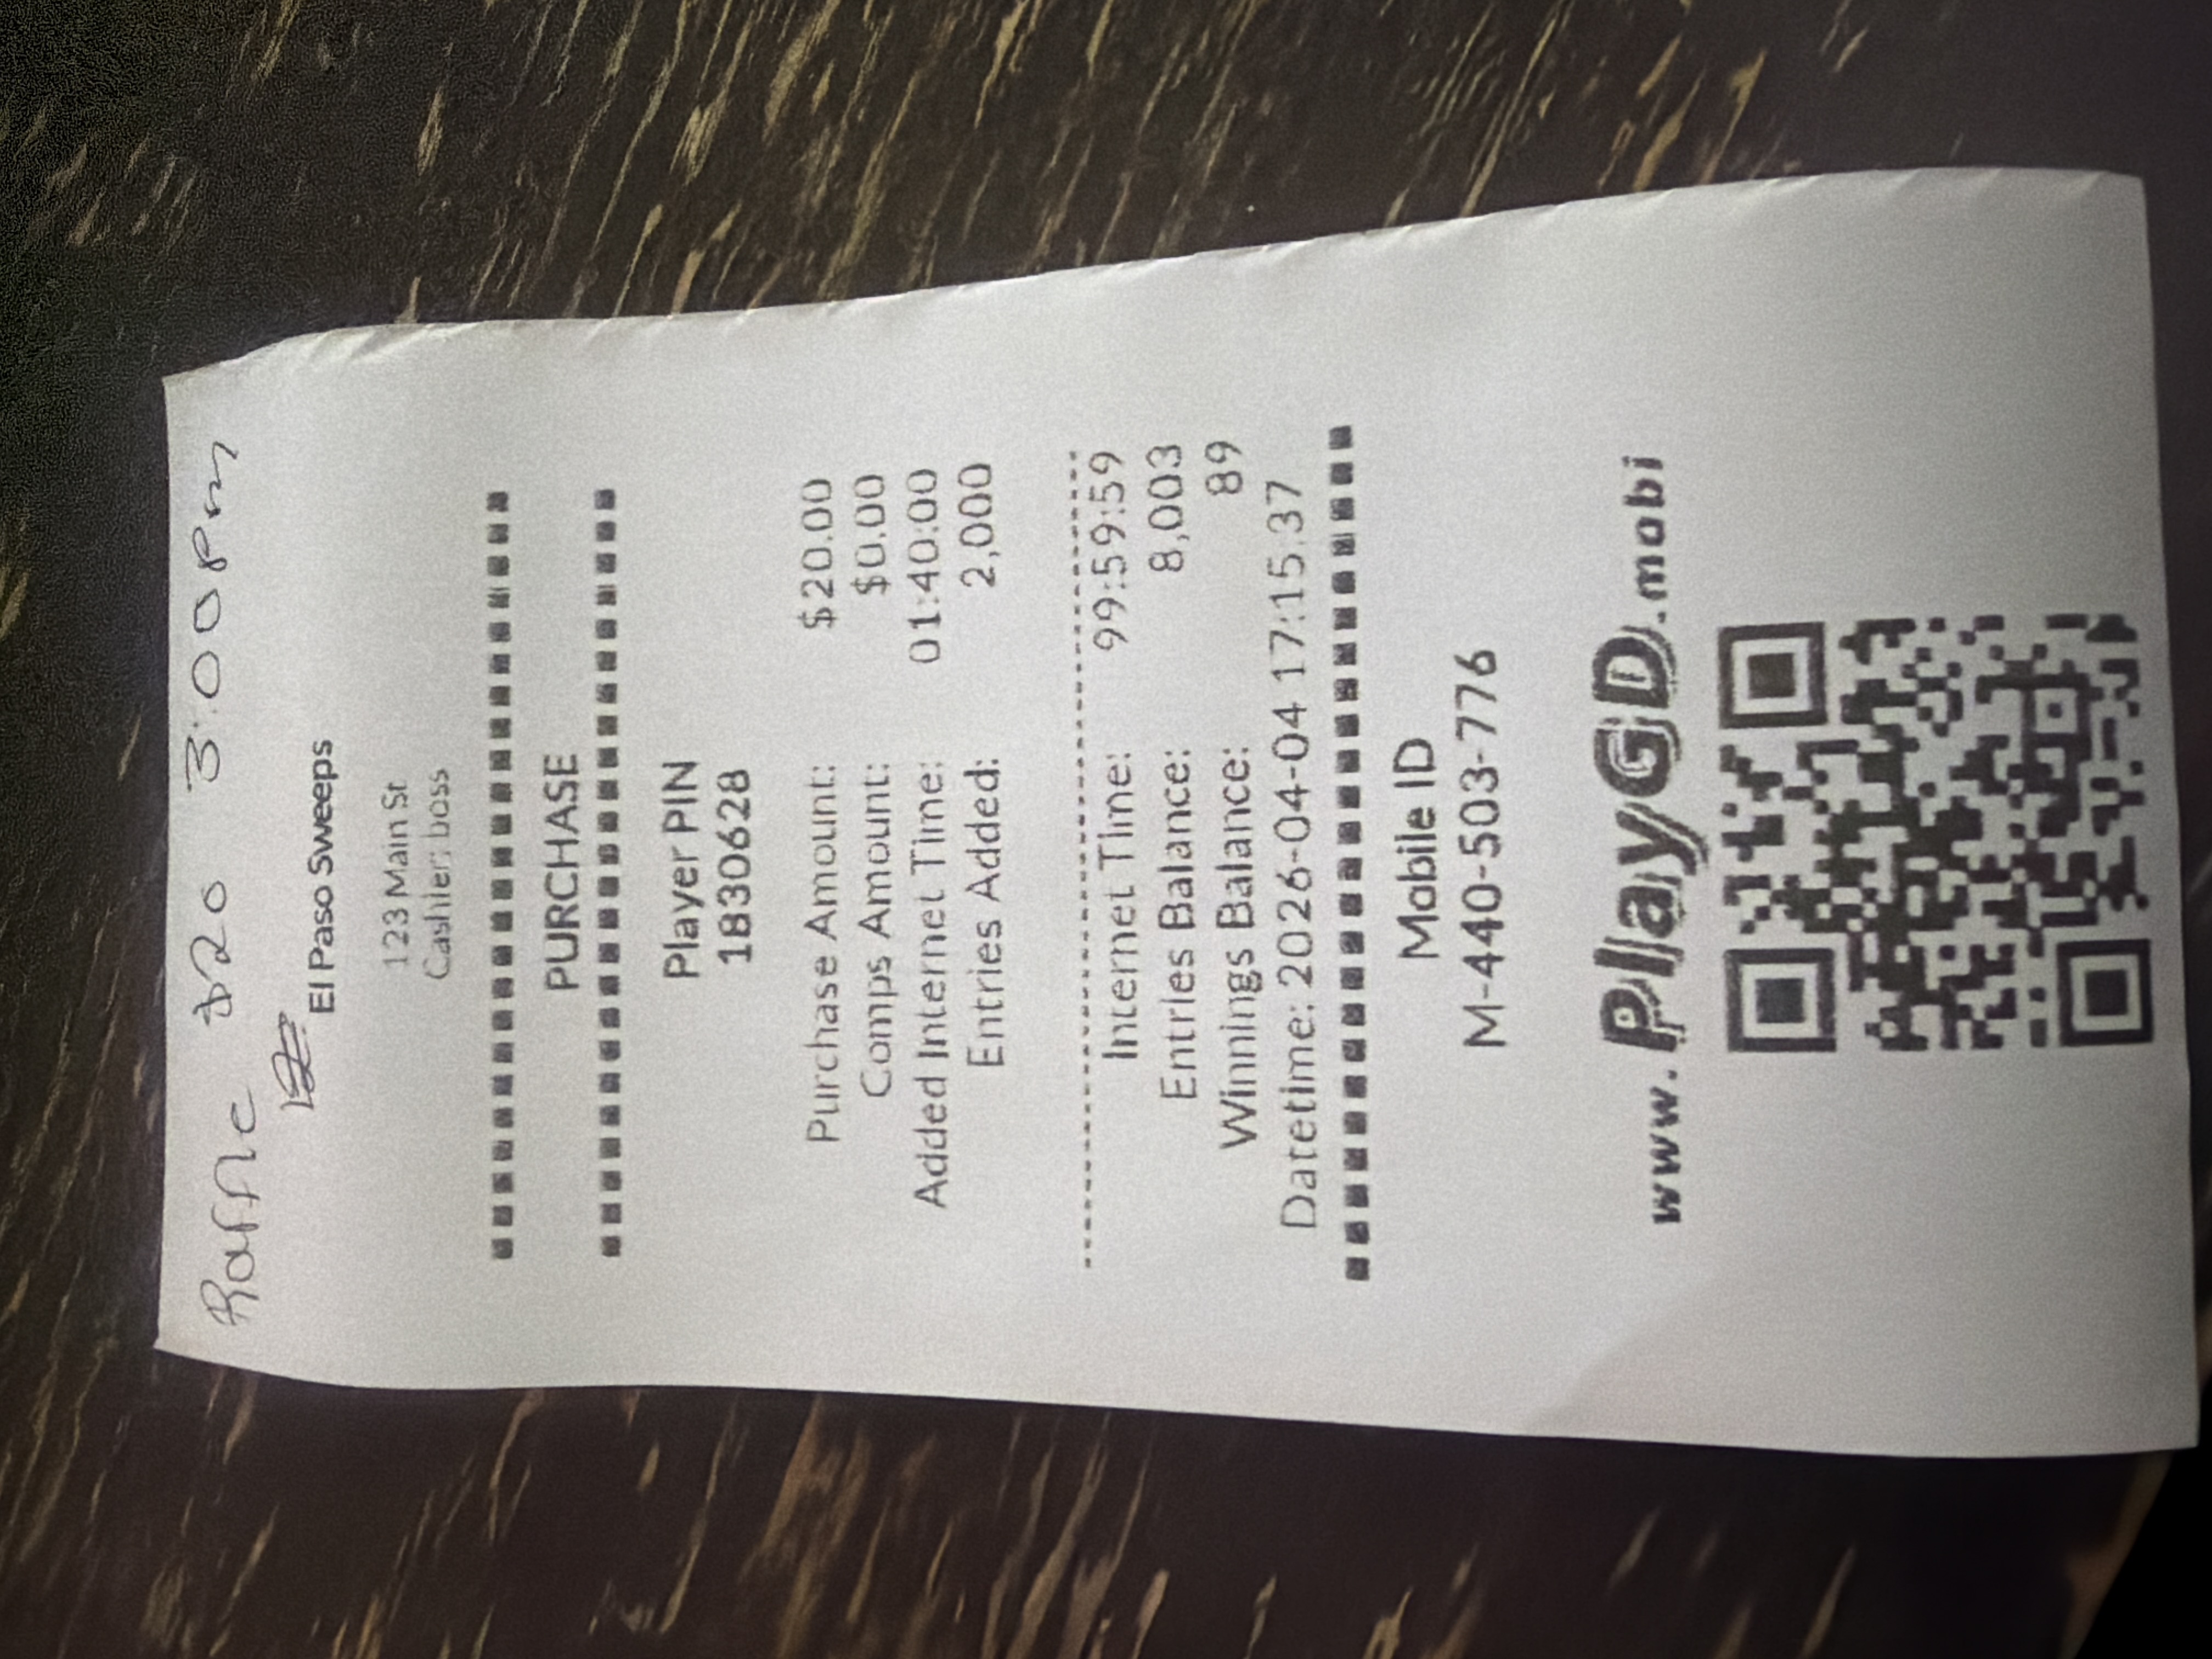 $20 3:00 Pm
El Paso Sweeps
123 Main St
Cashier: boss
PURCHASE
Player PIN
1830628
Purchase Amount: $20.00
Comps Amount: $0.00
Added Internet Time: 01:40:00
Entries Added: 2,000
Internet Time: 99:59:59
Entries Balance: 8,003
Winnings Balance: 89
Datetime: 2026-04-04 17:15:37
Mobile ID
M-440-503-776
www.PlayGD.mobi